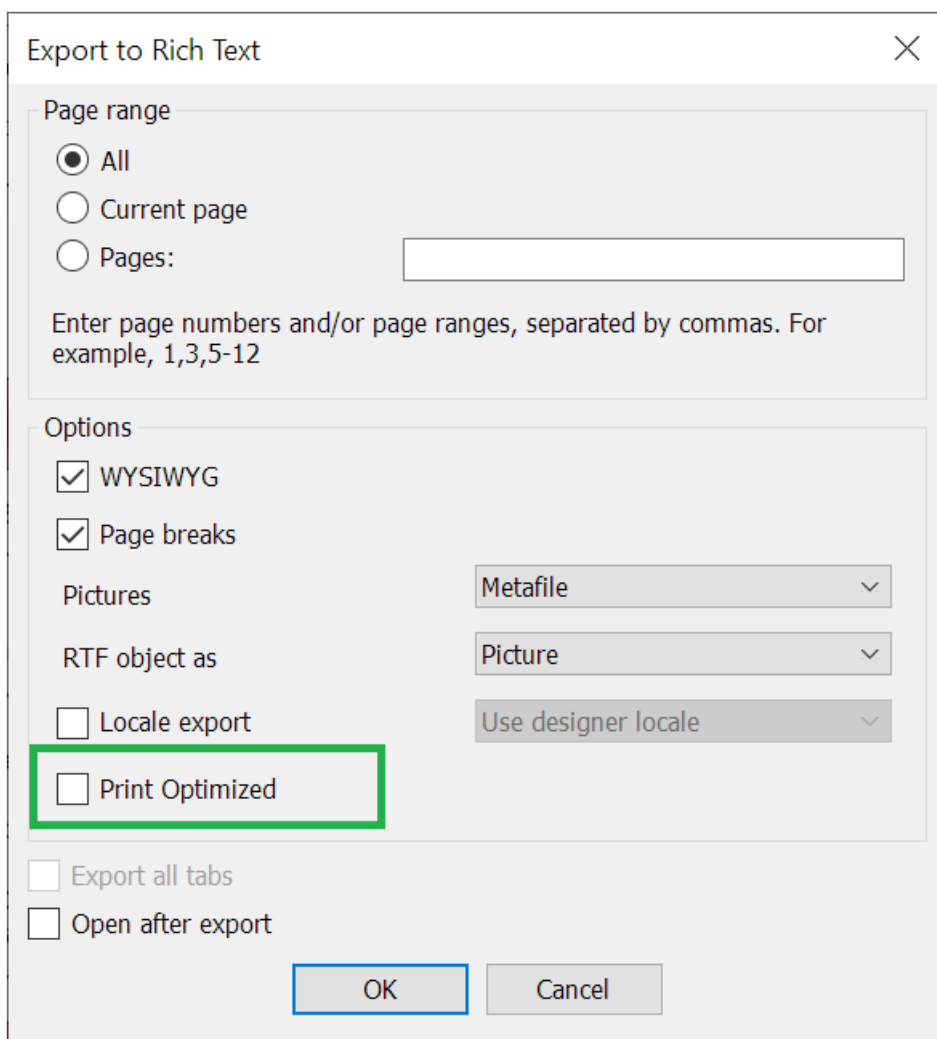 Export to Rich Text
Page range
All
Current page
Pages:
Enter page numbers and/or page ranges, separated by commas. For
example, 1,3,5-12
Options
WYSIWYG
Page breaks
Pictures
Metafile
RTF object as
Picture
Locale export
Use designer locale
Print Optimized
Export all tabs
Open after export
OK
Cancel